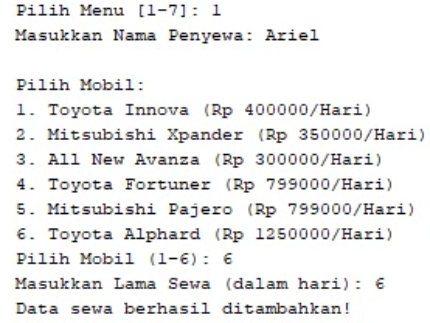 Pilih Menu [1-7]: 1
Masukkan Nama Penyewa: Ariel
Pilih Mobil:
1. Toyota Innova (Rp 400000/Hari)
2. Mitsubishi Xpander (Rp 350000/Hari)
3. All New Avanza (Rp 300000/Hari)
4. Toyota Fortuner (Rp 799000/Hari)
5. Mitsubishi Pajero (Rp 799000/Hari)
6. Toyota Alphard (Rp 1250000/Hari)
Pilih Mobil (1-6): 6
Masukkan Lama Sewa (dalam hari): 6
Data sewa berhasil ditambahkan!